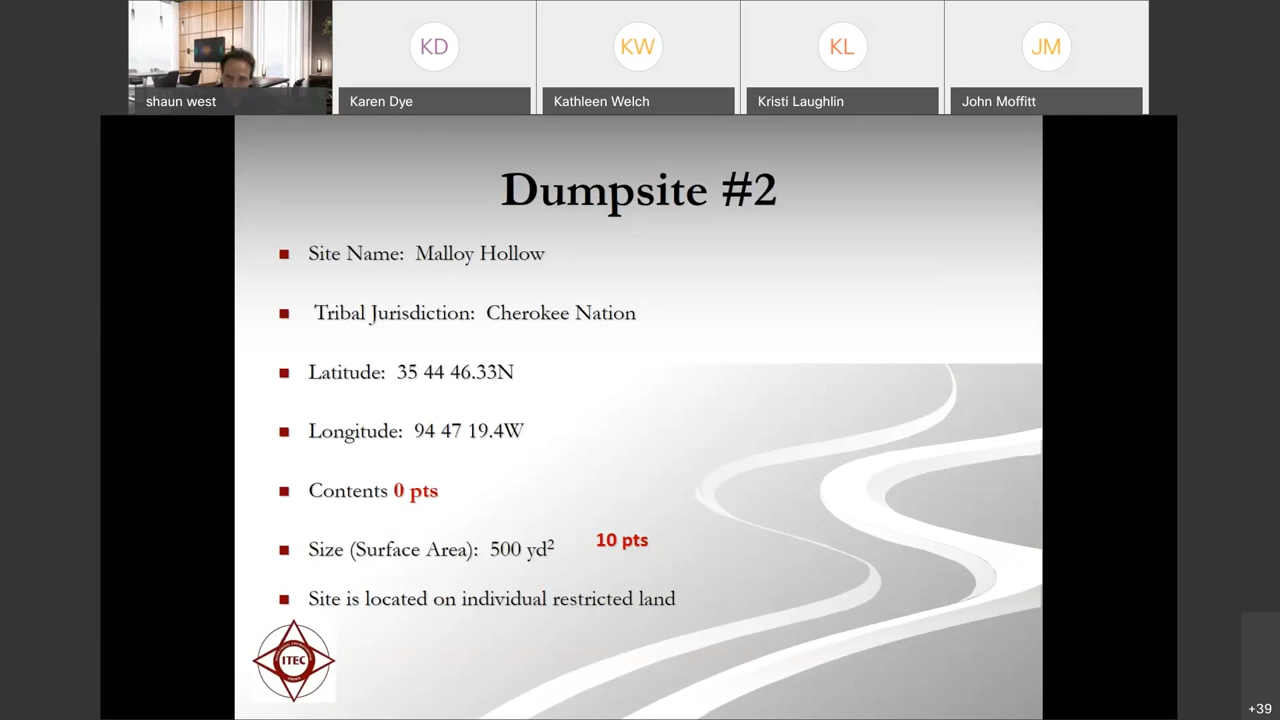 KD
KW
KL
JM
shaun west
Karen Dye
Kathleen Welch
Kristi Laughlin
John Moffitt
Dumpsite #2
Site Name: Malloy Hollow
Tribal Jurisdiction: Cherokee Nation
Latitude: 35 44 46.33N
Longitude: 94 47 19.4W
Contents 0 pts
Size (Surface Area): 500 yd² 10 pts
Site is located on individual restricted land
ITEC
+39